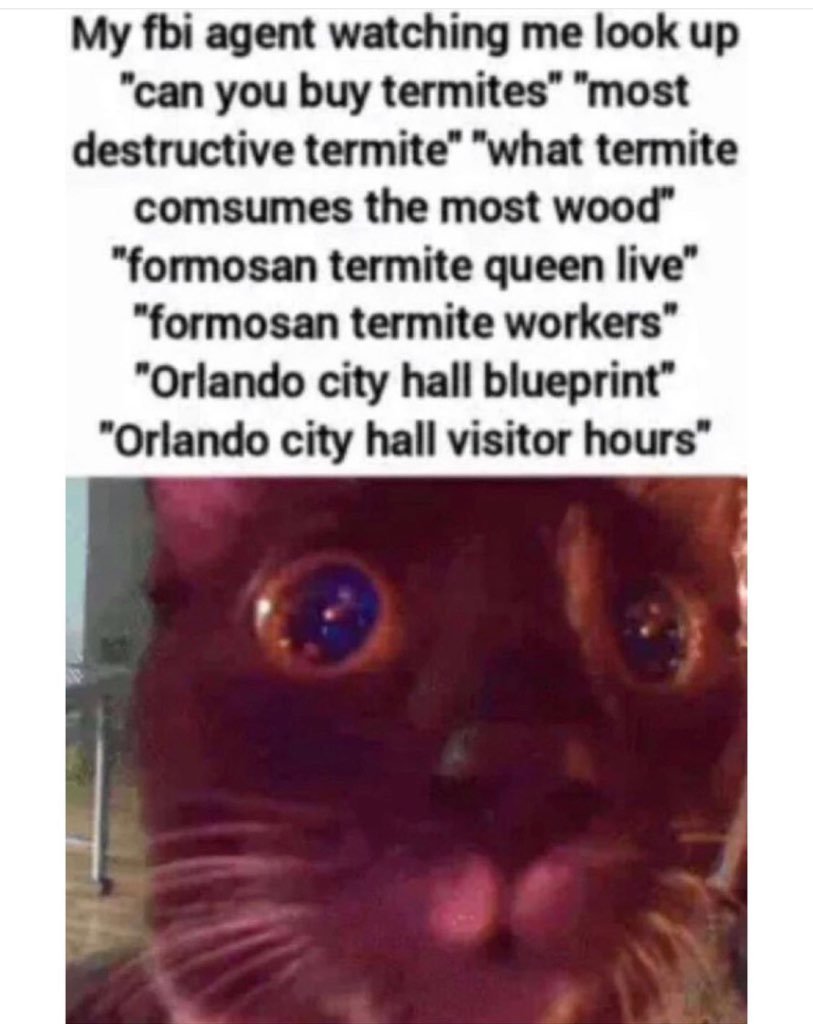 My fbi agent watching me look up
"can you buy termites" "most
destructive termite" "what termite
comsumes the most wood"
"formosan termite queen live"
"formosan termite workers"
"Orlando city hall blueprint"
"Orlando city hall visitor hours"